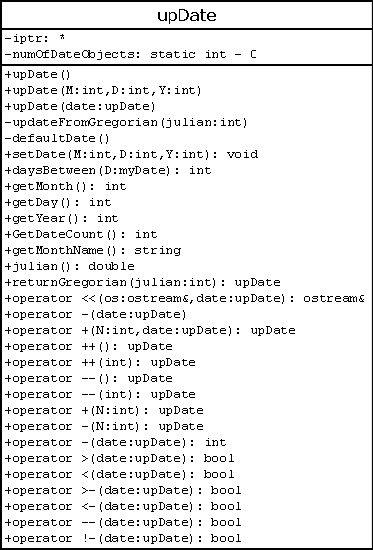 upDate
-iptr: *
-numOfDateObjects: static int - 0
+upDate()
+upDate(M:int,D:int,Y:int)
+upDate(date:upDate)
-updateFromGregorian(julian:int)
-defaultDate()
+setDate(M:int,D:int,Y:int): void
+daysBetween(D:myDate): int
+getMonth(): int
+getDay(): int
+getYear(): int
+GetDateCount(): int
+getMonthName(): string
+julian(): double
+returnGregorian(julian:int): upDate
+operator <<(os:ostream&,date:upDate): ostream&
+operator -(date:upDate)
+operator +(N:int,date:upDate): upDate
+operator ++(): upDate
+operator ++(int): upDate
+operator --(): upDate
+operator --(int): upDate
+operator +(N:int): upDate
+operator -(N:int): upDate
+operator -(date:upDate): int
+operator >(date:upDate): bool
+operator <(date:upDate): bool
+operator >-(date:upDate): bool
+operator <-(date:upDate): bool
+operator --(date:upDate): bool
+operator !-(date:upDate): bool